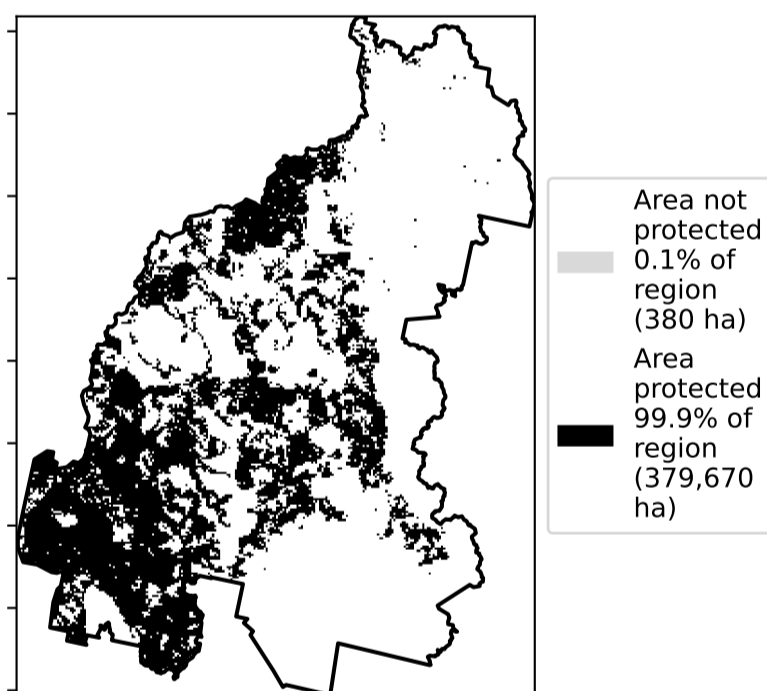 Area not
protected
0.1% of
region
(380 ha)
Area
protected
99.9% of
region
(379,670
ha)